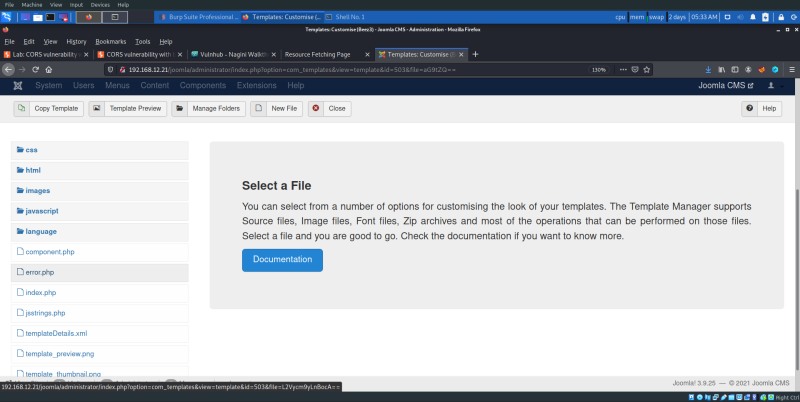 File Machine View Input Devices Help
Burp Suite Professional ... Templates: Customise (... Shell No. 1 cpu mem swap 2 days 05:33 AM
Templates: Customise (Beez3) - Joomla CMS - Administration - Mozilla Firefox
File Edit View History Bookmarks Tools Help
Lab: CORS vulnerability CORS vulnerability with Vulnhub - Nagini Walkth Resource Fetching Page Templates: Customise (B
192.168.12.21/joomla/administrator/index.php?option=com_templates&view=template&id=503&file=aG9tZQ== 150%
System Users Menus Content Components Extensions Help Joomla CMS
Copy Template Template Preview Manage Folders New File Close Help
css
html
images
javascript
language
component.php
error.php
index.php
jsstrings.php
templateDetails.xml
template_preview.png
template_thumbnail.png
Select a File
You can select from a number of options for customising the look of your templates. The Template Manager supports
Source files, Image files, Font files, Zip archives and most of the operations that can be performed on those files.
Select a file and you are good to go. Check the documentation if you want to know more.
Documentation
Joomla! 3.9.25 — © 2021 Joomla CMS
192.168.12.21/joomla/administrator/index.php?option=com_templates&view=template&id=503&file=L2Vycm9yLnBocA==
Right Ctrl